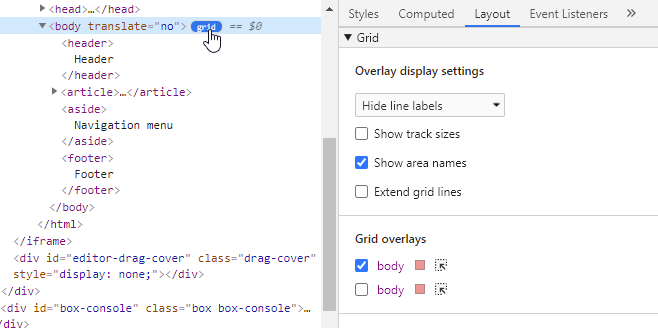 <head>…</head>
<body translate="no"> grid == $0
<header>
Header
</header>
<article>…</article>
<aside>
Navigation menu
</aside>
<footer>
Footer
</footer>
</body>
</html>
</iframe>
<div id="editor-drag-cover" class="drag-cover"
style="display: none;"></div>
</div>
<div id="box-console" class="box box-console">…
</div>
Styles Computed Layout Event Listeners »
Grid
Overlay display settings
Hide line labels
Show track sizes
Show area names
Extend grid lines
Grid overlays
body
body